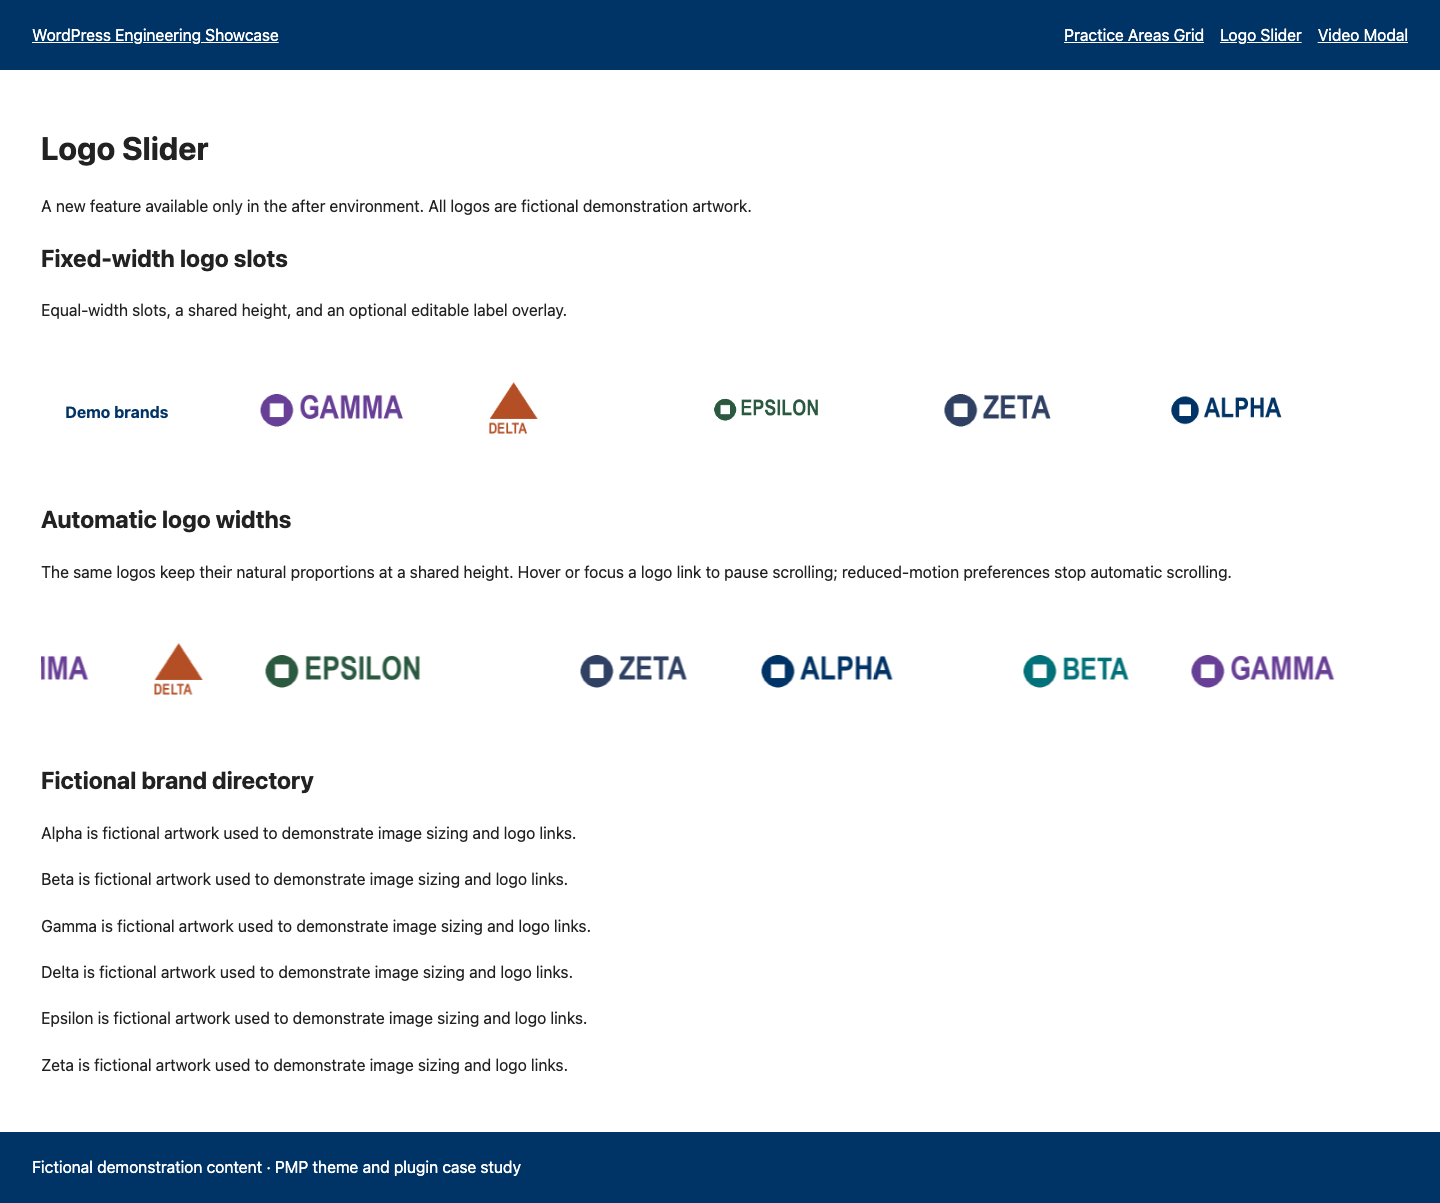 WordPress Engineering Showcase
Practice Areas Grid Logo Slider Video Modal
Logo Slider
A new feature available only in the after environment. All logos are fictional demonstration artwork.
Fixed-width logo slots
Equal-width slots, a shared height, and an optional editable label overlay.
Demo brands GAMMA DELTA EPSILON ZETA ALPHA
Automatic logo widths
The same logos keep their natural proportions at a shared height. Hover or focus a logo link to pause scrolling; reduced-motion preferences stop automatic scrolling.
MA DELTA EPSILON ZETA ALPHA BETA GAMMA
Fictional brand directory
Alpha is fictional artwork used to demonstrate image sizing and logo links.
Beta is fictional artwork used to demonstrate image sizing and logo links.
Gamma is fictional artwork used to demonstrate image sizing and logo links.
Delta is fictional artwork used to demonstrate image sizing and logo links.
Epsilon is fictional artwork used to demonstrate image sizing and logo links.
Zeta is fictional artwork used to demonstrate image sizing and logo links.
Fictional demonstration content · PMP theme and plugin case study